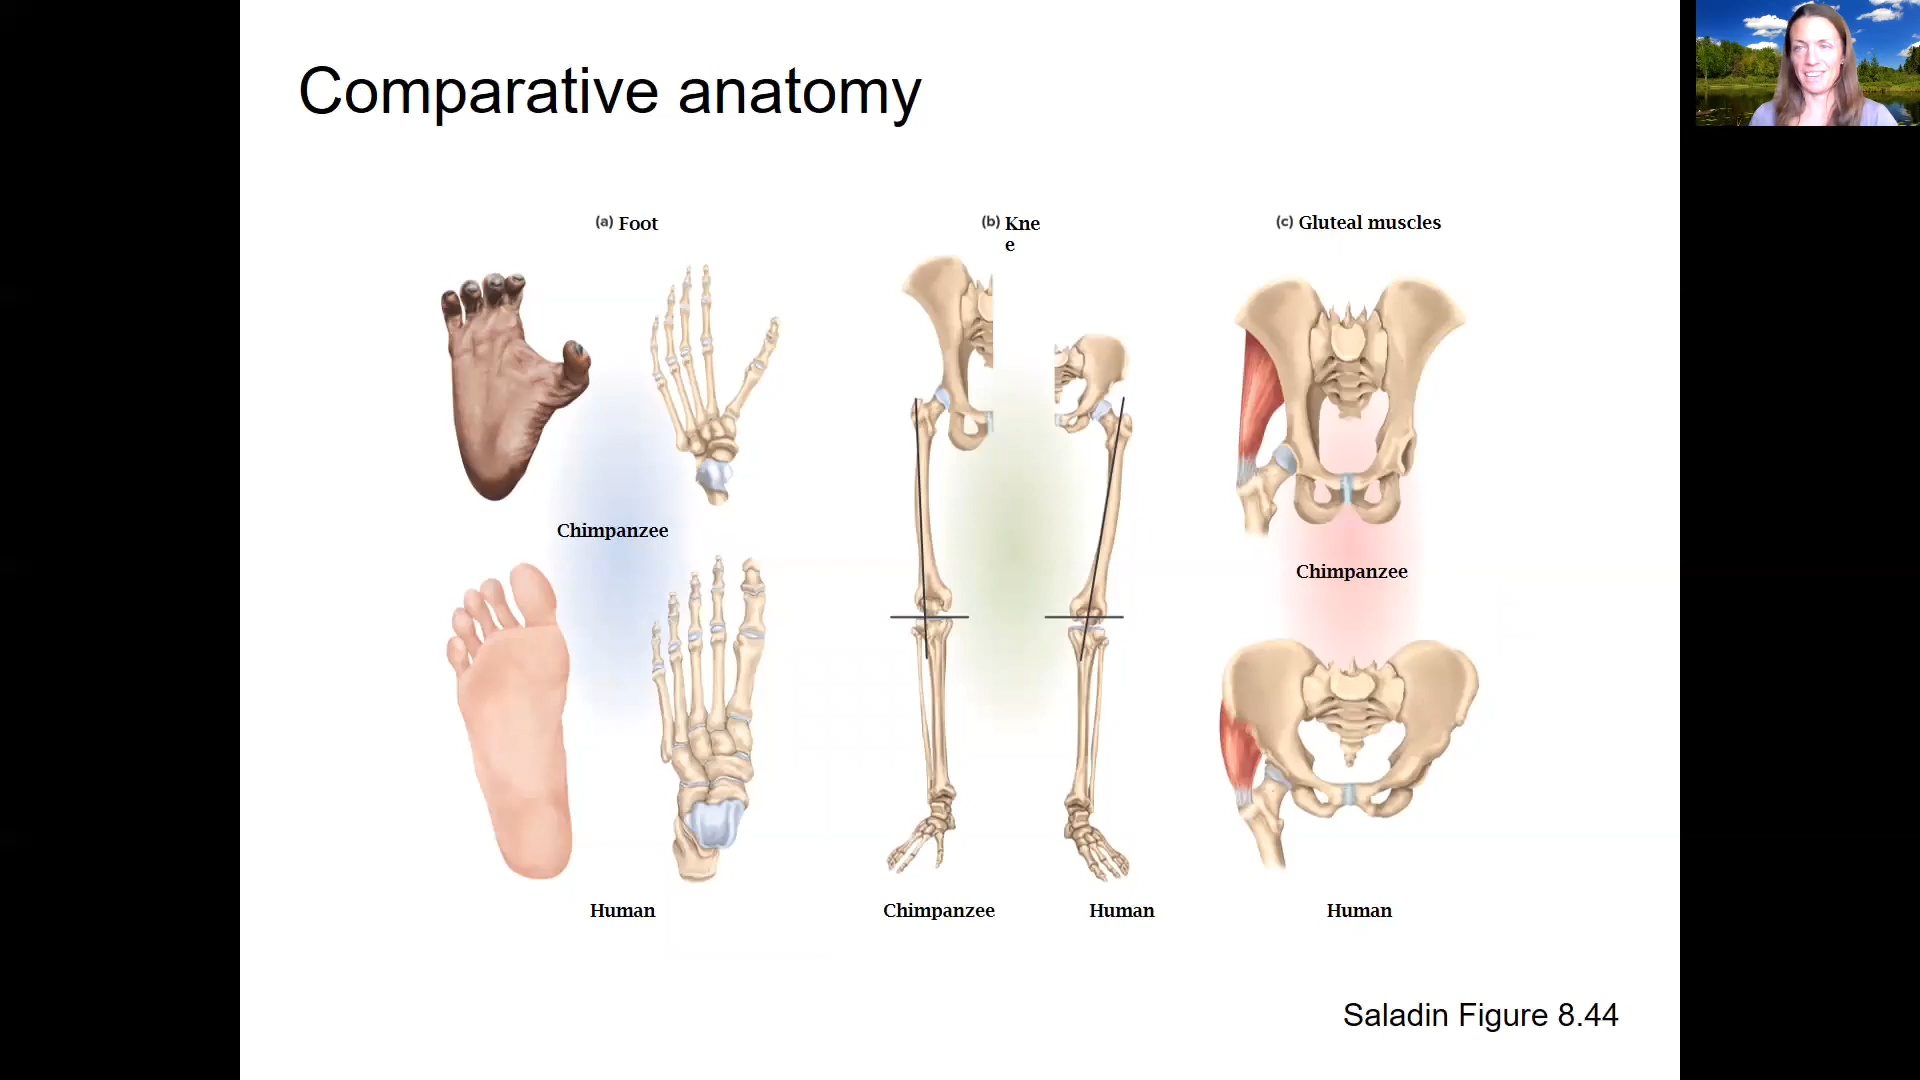 Comparative anatomy
(a) Foot
(b) Kne
e
(c) Gluteal muscles
Chimpanzee
Chimpanzee
Human
Chimpanzee
Human
Human
Saladin Figure 8.44